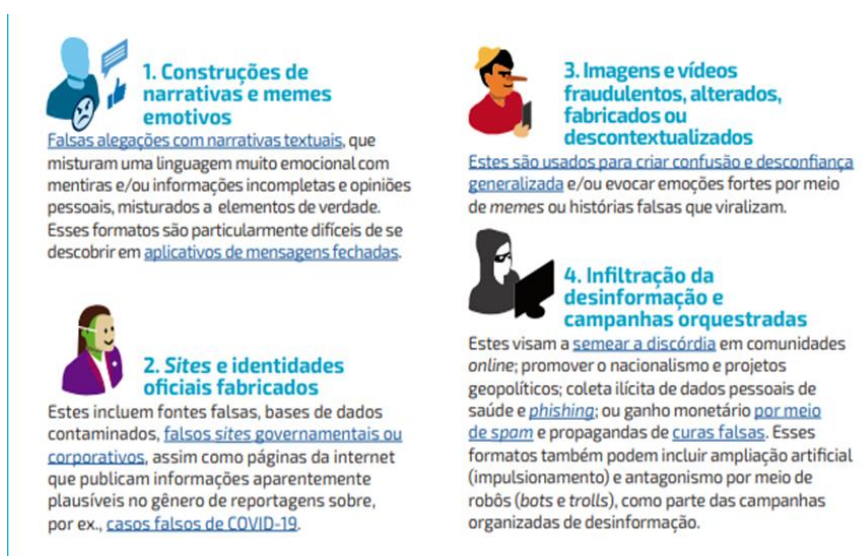 1. Construções de
narrativas e memes
emotivos
Falsas alegações com narrativas textuais, que
misturam uma linguagem muito emocional com
mentiras e/ou informações incompletas e opiniões
pessoais, misturados a elementos de verdade.
Esses formatos são particularmente difíceis de se
descobrir em aplicativos de mensagens fechadas.
2. Sites e identidades
oficiais fabricados
Estes incluem fontes falsas, bases de dados
contaminados, falsos sites governamentais ou
corporativos, assim como páginas da internet
que publicam informações aparentemente
plausíveis no gênero de reportagens sobre,
por ex., casos falsos de COVID-19.
3. Imagens e vídeos
fraudulentos, alterados,
fabricados ou
descontextualizados
Estes são usados para criar confusão e desconfiança
generalizada e/ou evocar emoções fortes por meio
de memes ou histórias falsas que viralizam.
4. Infiltração da
desinformação e
campanhas orquestradas
Estes visam a semear a discórdia em comunidades
online; promover o nacionalismo e projetos
geopolíticos; coleta ilícita de dados pessoais de
saúde e phishing; ou ganho monetário por meio
de spam e propagandas de curas falsas. Esses
formatos também podem incluir ampliação artificial
(impulsionamento) e antagonismo por meio de
robôs (bots e trolls), como parte das campanhas
organizadas de desinformação.